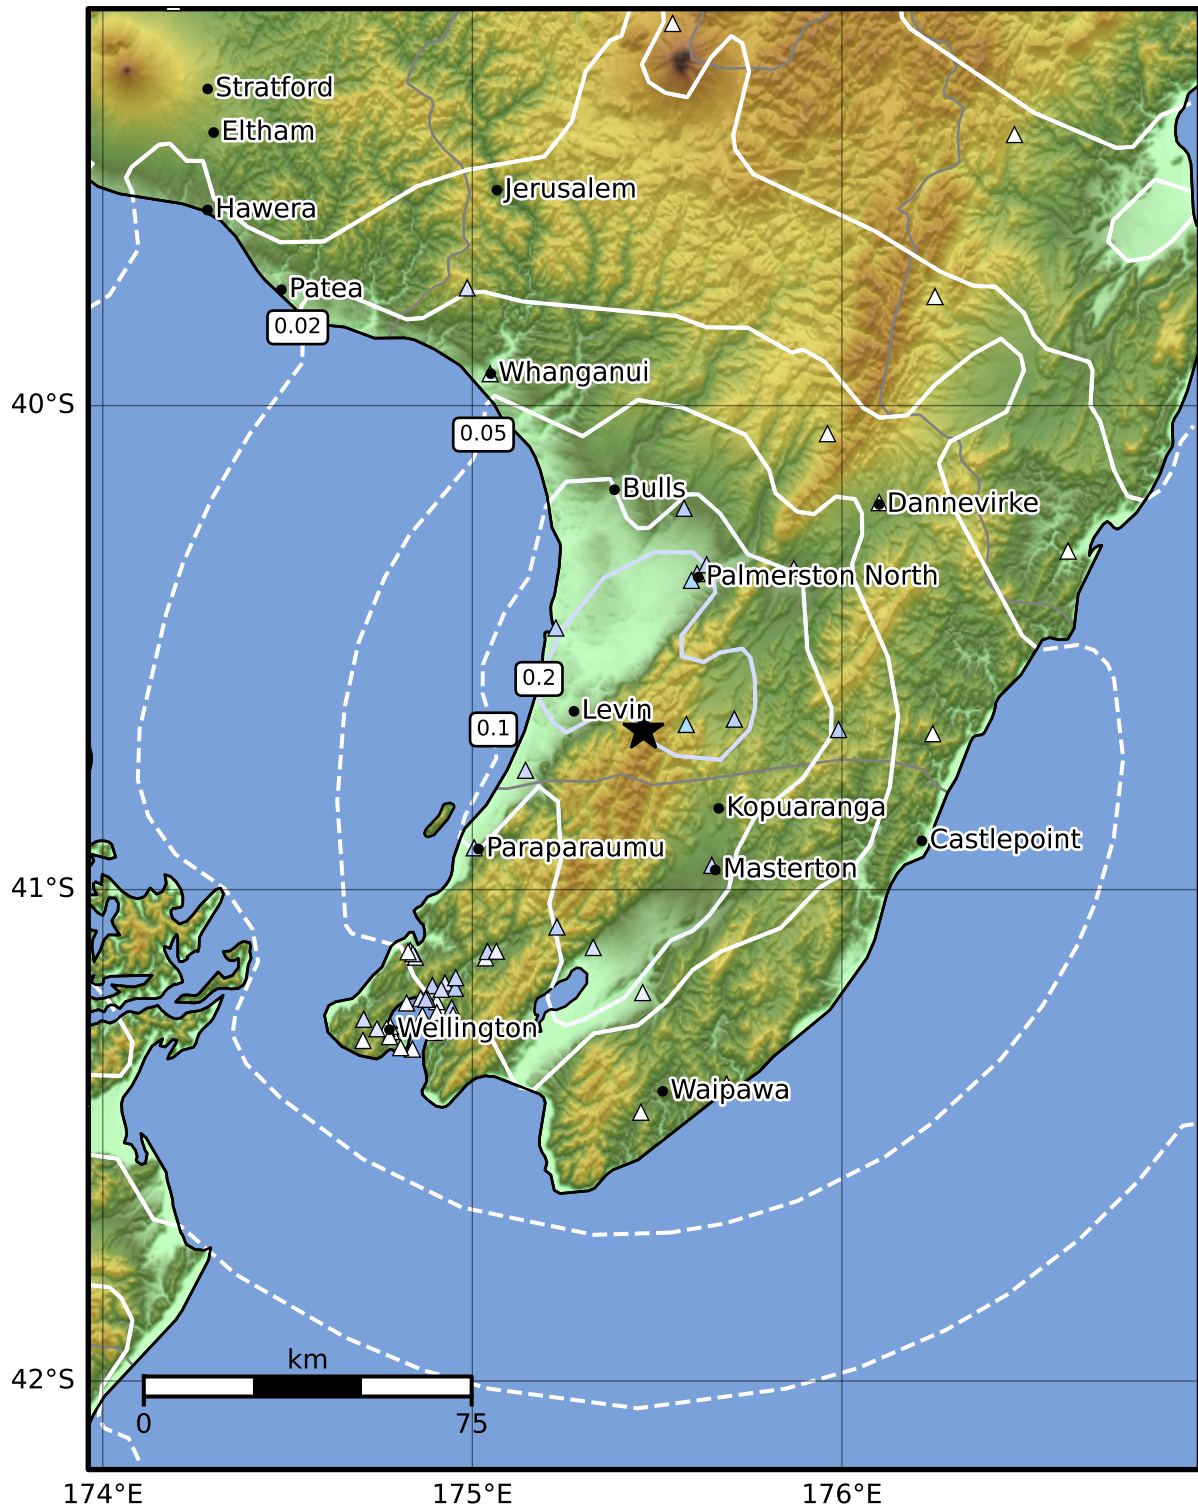 Stratford
Eltham
Jerusalem
Hawera
Patea
0.02
Whanganui
40°S
0.05
Bulls
Dannevirke
Palmerston North
0.2
Levin
0.1
Kopuaranga
Castlepoint
Paraparaumu
Masterton
41°S
Wellington
Waipawa
km
42°S
0
75
174°E
175°E
176°E